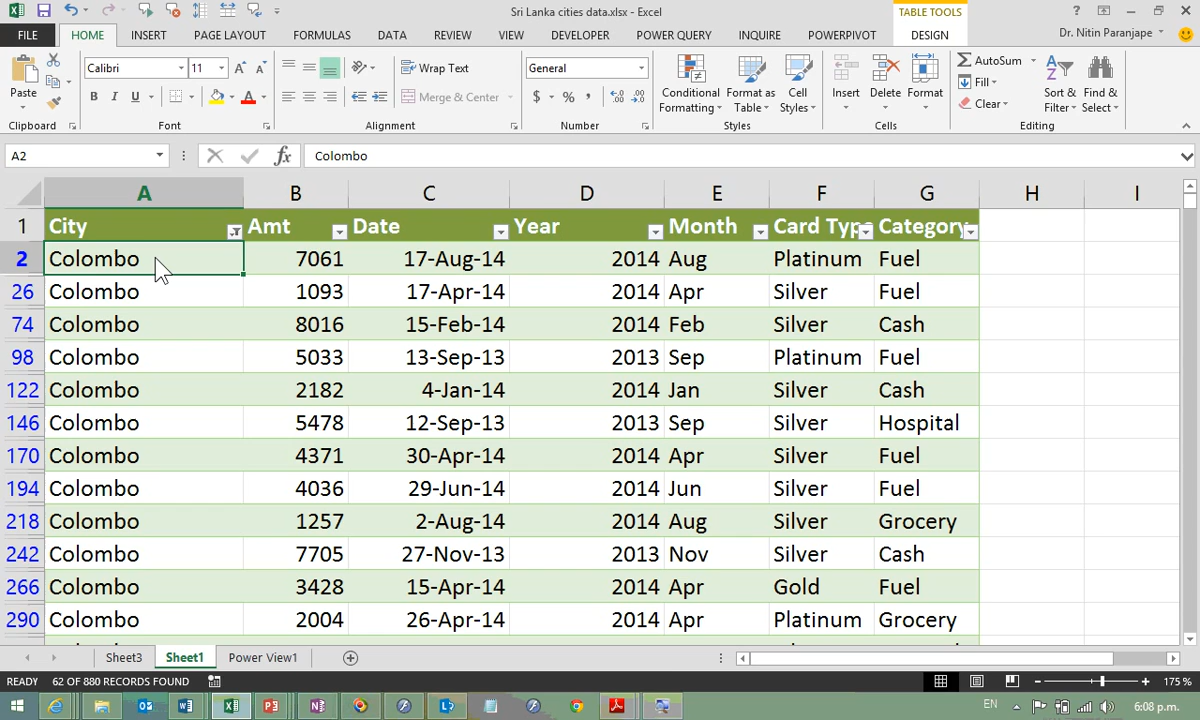 Sri Lanka cities data.xlsx - Excel
TABLE TOOLS
FILE HOME INSERT PAGE LAYOUT FORMULAS DATA REVIEW VIEW DEVELOPER POWER QUERY INQUIRE POWERPIVOT DESIGN Dr. Nitin Paranjape
Paste
Calibri 11
Wrap Text
General
Conditional Formatting
Format as Table
Cell Styles
Insert Delete Format
AutoSum
Fill
Clear
Sort & Filter
Find & Select
B I U
Merge & Center
$ % ,
Clipboard Font Alignment Number Styles Cells Editing
A2 fx Colombo
A B C D E F G H I
1 City Amt Date Year Month Card Typ Category
2 Colombo 7061 17-Aug-14 2014 Aug Platinum Fuel
26 Colombo 1093 17-Apr-14 2014 Apr Silver Fuel
74 Colombo 8016 15-Feb-14 2014 Feb Silver Cash
98 Colombo 5033 13-Sep-13 2013 Sep Platinum Fuel
122 Colombo 2182 4-Jan-14 2014 Jan Silver Cash
146 Colombo 5478 12-Sep-13 2013 Sep Silver Hospital
170 Colombo 4371 30-Apr-14 2014 Apr Silver Fuel
194 Colombo 4036 29-Jun-14 2014 Jun Silver Fuel
218 Colombo 1257 2-Aug-14 2014 Aug Silver Grocery
242 Colombo 7705 27-Nov-13 2013 Nov Silver Cash
266 Colombo 3428 15-Apr-14 2014 Apr Gold Fuel
290 Colombo 2004 26-Apr-14 2014 Apr Platinum Grocery
Sheet3 Sheet1 Power View1
READY 62 OF 880 RECORDS FOUND 175 %
EN 6:08 p.m.